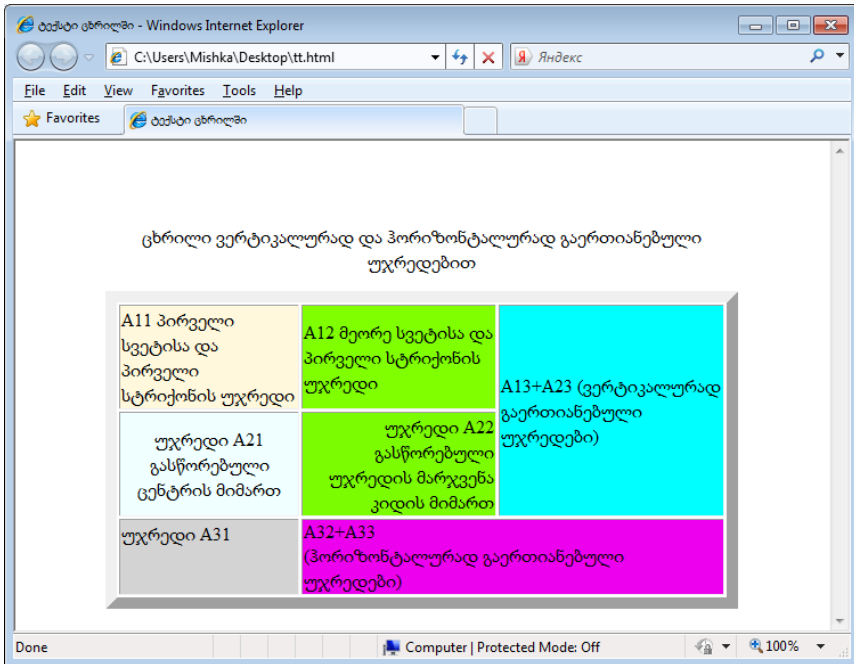 ტექსტი ცხრილში - Windows Internet Explorer
C:\Users\Mishka\Desktop\tt.html
Я Яндекс
File Edit View Favorites Tools Help
Favorites
ტექსტი ცხრილში
ცხრილი ვერტიკალურად და ჰორიზონტალურად გაერთიანებული
უჯრედებით
A11 პირველი
სვეტისა და
პირველი
სტრიქონის უჯრედი
A12 მეორე სვეტისა და
პირველი სტრიქონის
უჯრედი
A13+A23 (ვერტიკალურად
გაერთიანებული
უჯრედები)
უჯრედი A21
გასწორებული
ცენტრის მიმართ
უჯრედი A22
გასწორებული
უჯრედის მარჯვენა
კიდის მიმართ
უჯრედი A31
A32+A33
(ჰორიზონტალურად გაერთიანებული
უჯრედები)
Done
Computer | Protected Mode: Off
100%